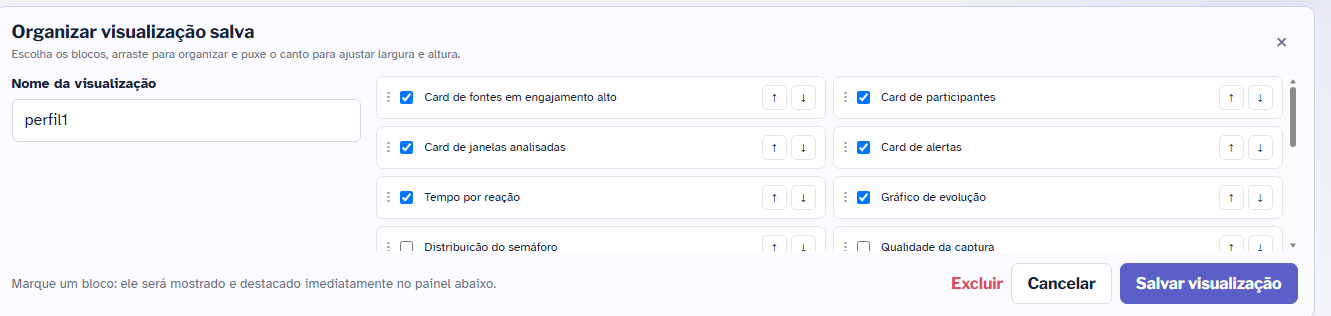 Organizar visualização salva
Escolha os blocos, arraste para organizar e puxe o canto para ajustar largura e altura.
×
Nome da visualização
perfil1
Card de fontes em engajamento alto ↑ ↓
Card de participantes ↑ ↓
Card de janelas analisadas ↑ ↓
Card de alertas ↑ ↓
Tempo por reação ↑ ↓
Gráfico de evolução ↑ ↓
Distribuição do semáforo ↑ ↓
Qualidade da captura ↑ ↓
Marque um bloco: ele será mostrado e destacado imediatamente no painel abaixo.
Excluir
Cancelar
Salvar visualização